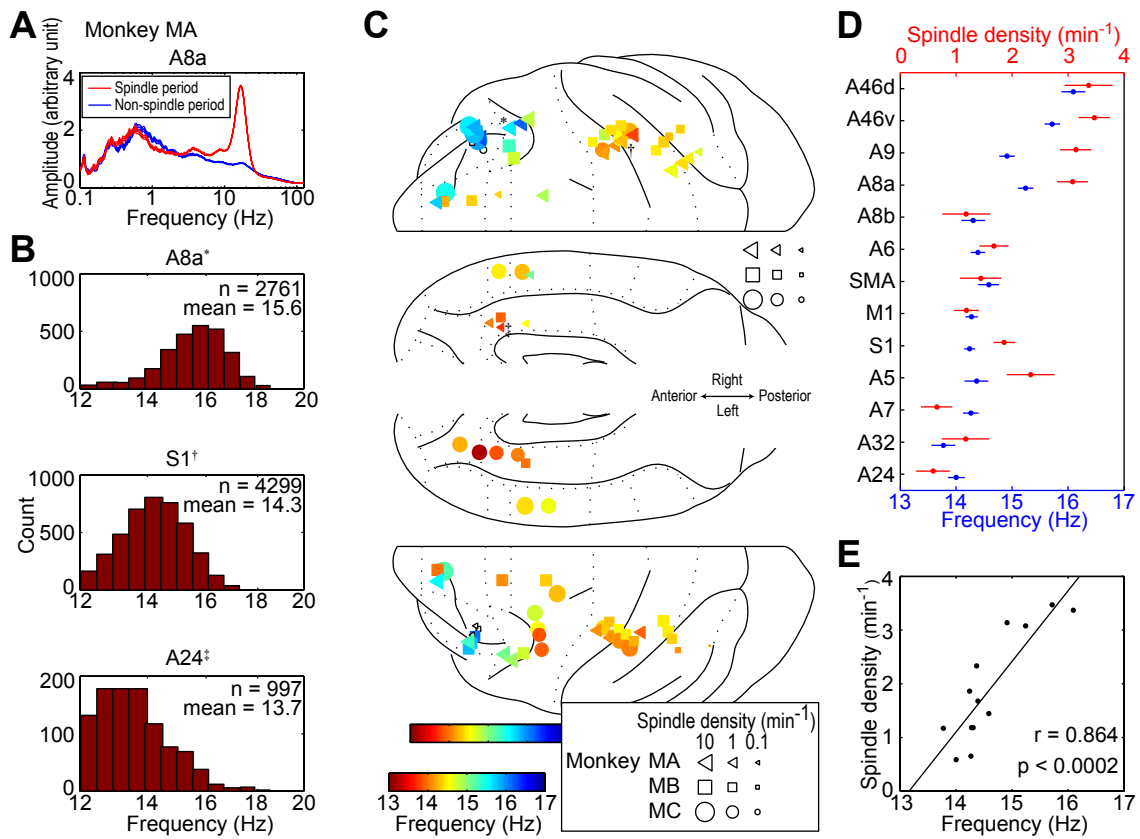 A
Monkey MA
A8a
Amplitude (arbitrary unit)
4
2
0
Spindle period
Non-spindle period
0.1 1 10 100
Frequency (Hz)
B
A8a*
1000
500
0
n = 2761
mean = 15.6
12 14 16 18 20
S1†
Count
1000
500
0
n = 4299
mean = 14.3
12 14 16 18 20
A24‡
200
100
0
n = 997
mean = 13.7
12 14 16 18 20
Frequency (Hz)
C
*
†
‡
Right
Anterior Posterior
Left
13 14 15 16 17
Frequency (Hz)
Spindle density (min-1)
10 1 0.1
Monkey MA
MB
MC
D
Spindle density (min-1)
0 1 2 3 4
A46d
A46v
A9
A8a
A8b
A6
SMA
M1
S1
A5
A7
A32
A24
13 14 15 16 17
Frequency (Hz)
E
Spindle density (min-1)
4
3
2
1
0
r = 0.864
p < 0.0002
13 14 15 16 17
Frequency (Hz)